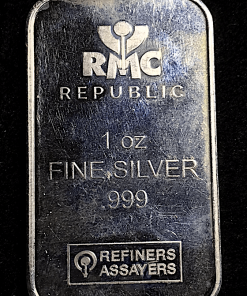 RMC
REPUBLIC
1 oz
FINE SILVER
.999
REFINERS
ASSAYERS